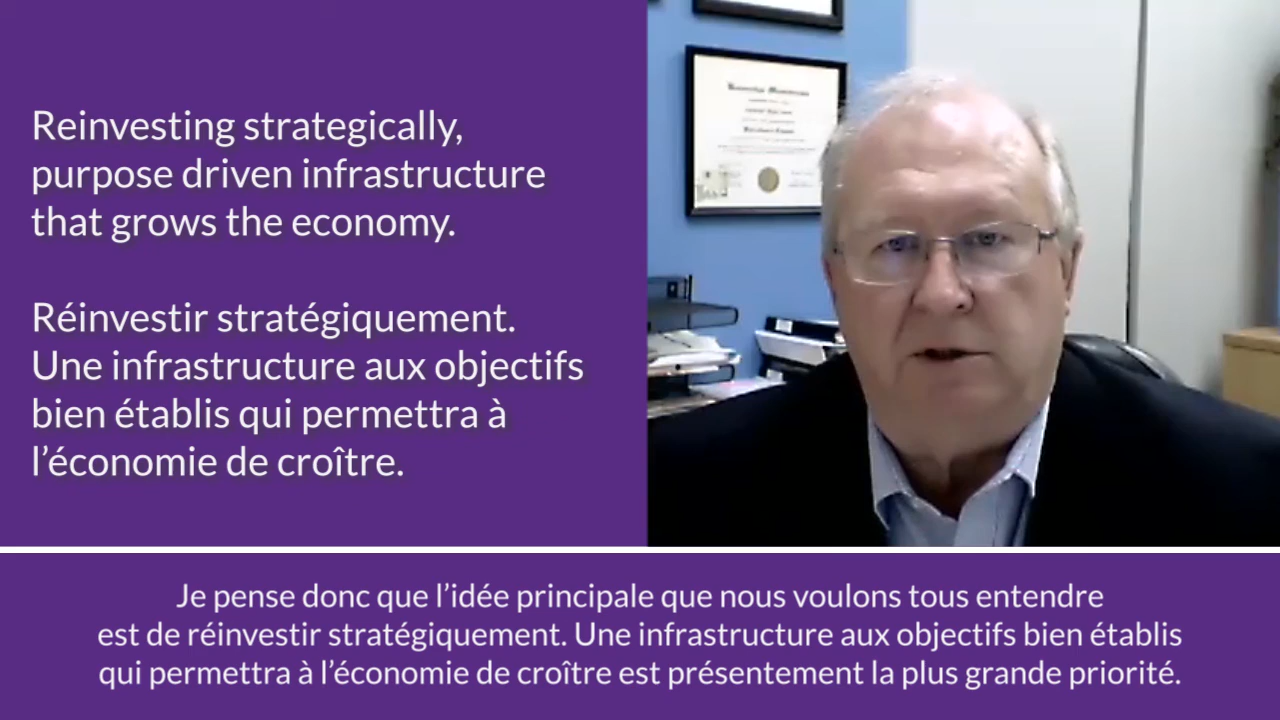 Reinvesting strategically,
purpose driven infrastructure
that grows the economy.
Réinvestir stratégiquement.
Une infrastructure aux objectifs
bien établis qui permettra à
l’économie de croître.
Je pense donc que l’idée principale que nous voulons tous entendre
est de réinvestir stratégiquement. Une infrastructure aux objectifs bien établis
qui permettra à l’économie de croître est présentement la plus grande priorité.